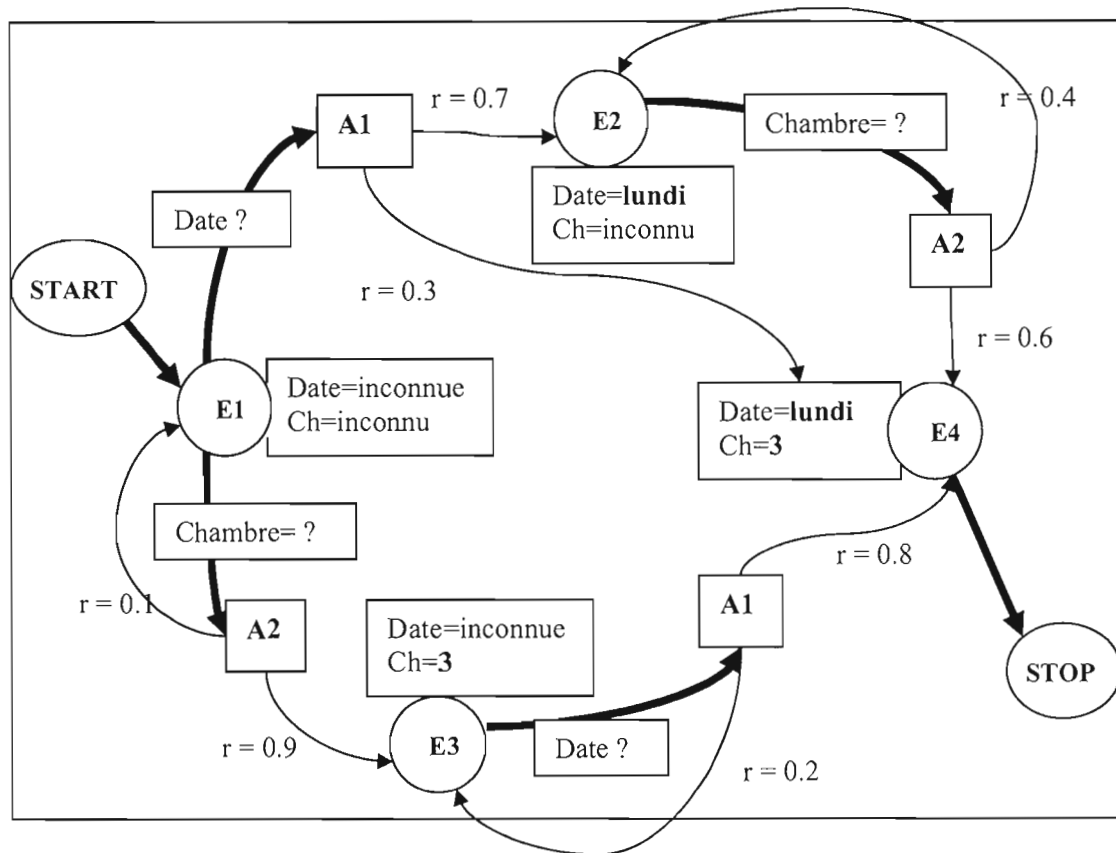 r = 0.7
E2
r = 0.4
A1
Chambre= ?
Date ?
Date=lundi
Ch=inconnu
A2
START
r = 0.3
r = 0.6
E1
Date=inconnue
Ch=inconnu
Date=lundi
Ch=3
E4
Chambre= ?
r = 0.8
r = 0.1
A2
Date=inconnue
Ch=3
A1
STOP
r = 0.9
E3
Date ?
r = 0.2